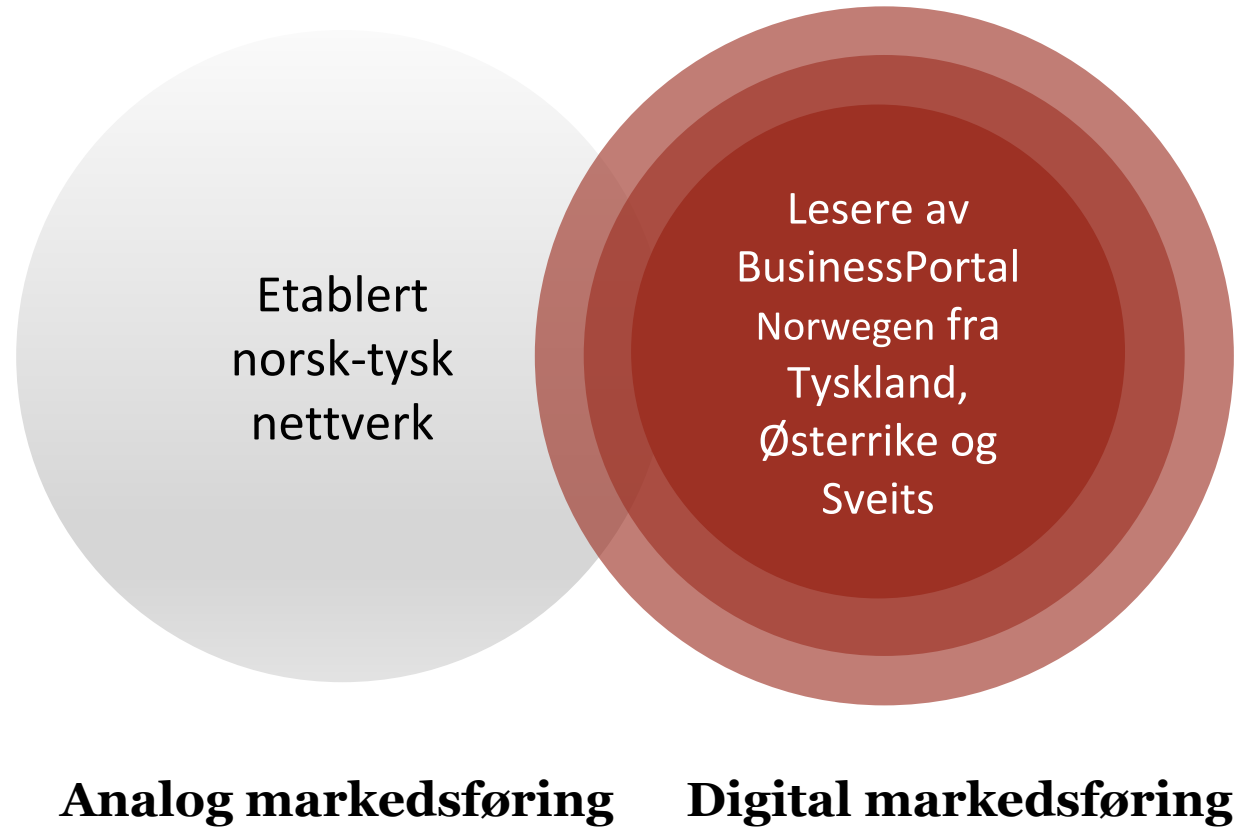 Etablert
norsk-tysk
nettverk
Lesere av
BusinessPortal
Norwegen fra
Tyskland,
Østerrike og
Sveits
Analog markedsføring
Digital markedsføring